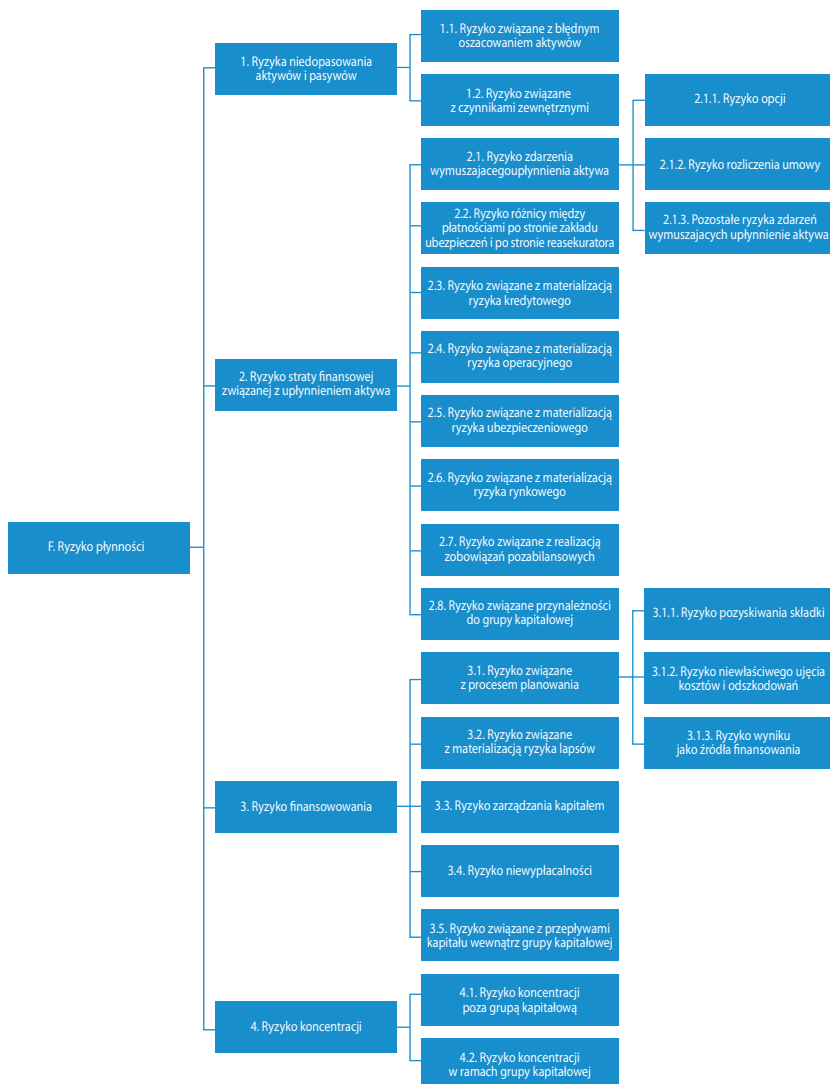 F. Ryzyko płynności
1. Ryzyka niedopasowania
aktywów i pasywów
1.1. Ryzyko związane z błędnym
oszacowaniem aktywów
1.2. Ryzyko związane
z czynnikami zewnętrznymi
2. Ryzyko straty finansowej
związanej z upłynnieniem aktywa
2.1. Ryzyko zdarzenia
wymuszajacegoupłynnienia aktywa
2.1.1. Ryzyko opcji
2.1.2. Ryzyko rozliczenia umowy
2.1.3. Pozostałe ryzyka zdarzeń
wymuszajacych upłynnienie aktywa
2.2. Ryzyko różnicy między
płatnościami po stronie zakładu
ubezpieczeń i po stronie reasekuratora
2.3. Ryzyko związane z materializacją
ryzyka kredytowego
2.4. Ryzyko związane z materializacją
ryzyka operacyjnego
2.5. Ryzyko związane z materializacją
ryzyka ubezpieczeniowego
2.6. Ryzyko związane z materializacją
ryzyka rynkowego
2.7. Ryzyko związane z realizacją
zobowiązań pozabilansowych
2.8. Ryzyko związane przynależności
do grupy kapitałowej
3. Ryzyko finansowowania
3.1. Ryzyko związane
z procesem planowania
3.1.1. Ryzyko pozyskiwania składki
3.1.2. Ryzyko niewłaściwego ujęcia
kosztów i odszkodowań
3.1.3. Ryzyko wyniku
jako źródła finansowania
3.2. Ryzyko związane
z materializacją ryzyka lapsów
3.3. Ryzyko zarządzania kapitałem
3.4. Ryzyko niewypłacalności
3.5. Ryzyko związane z przepływami
kapitału wewnątrz grupy kapitałowej
4. Ryzyko koncentracji
4.1. Ryzyko koncentracji
poza grupą kapitałową
4.2. Ryzyko koncentracji
w ramach grupy kapitałowej